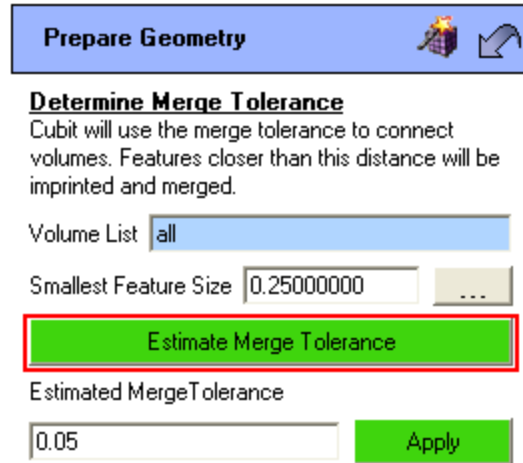 Prepare Geometry
Determine Merge Tolerance
Cubit will use the merge tolerance to connect
volumes. Features closer than this distance will be
imprinted and merged.
Volume List all
Smallest Feature Size 0.25000000 ...
Estimate Merge Tolerance
Estimated MergeTolerance
0.05 Apply